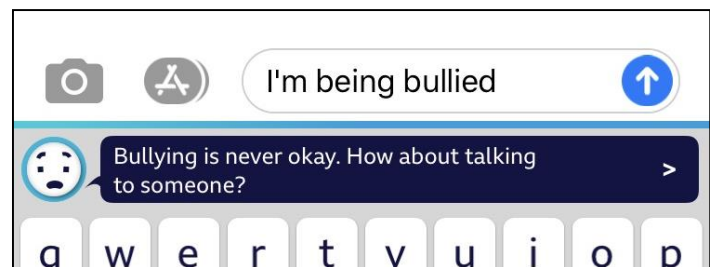 I'm being bullied
Bullying is never okay. How about talking
to someone?
>
q w e r t y u i o p